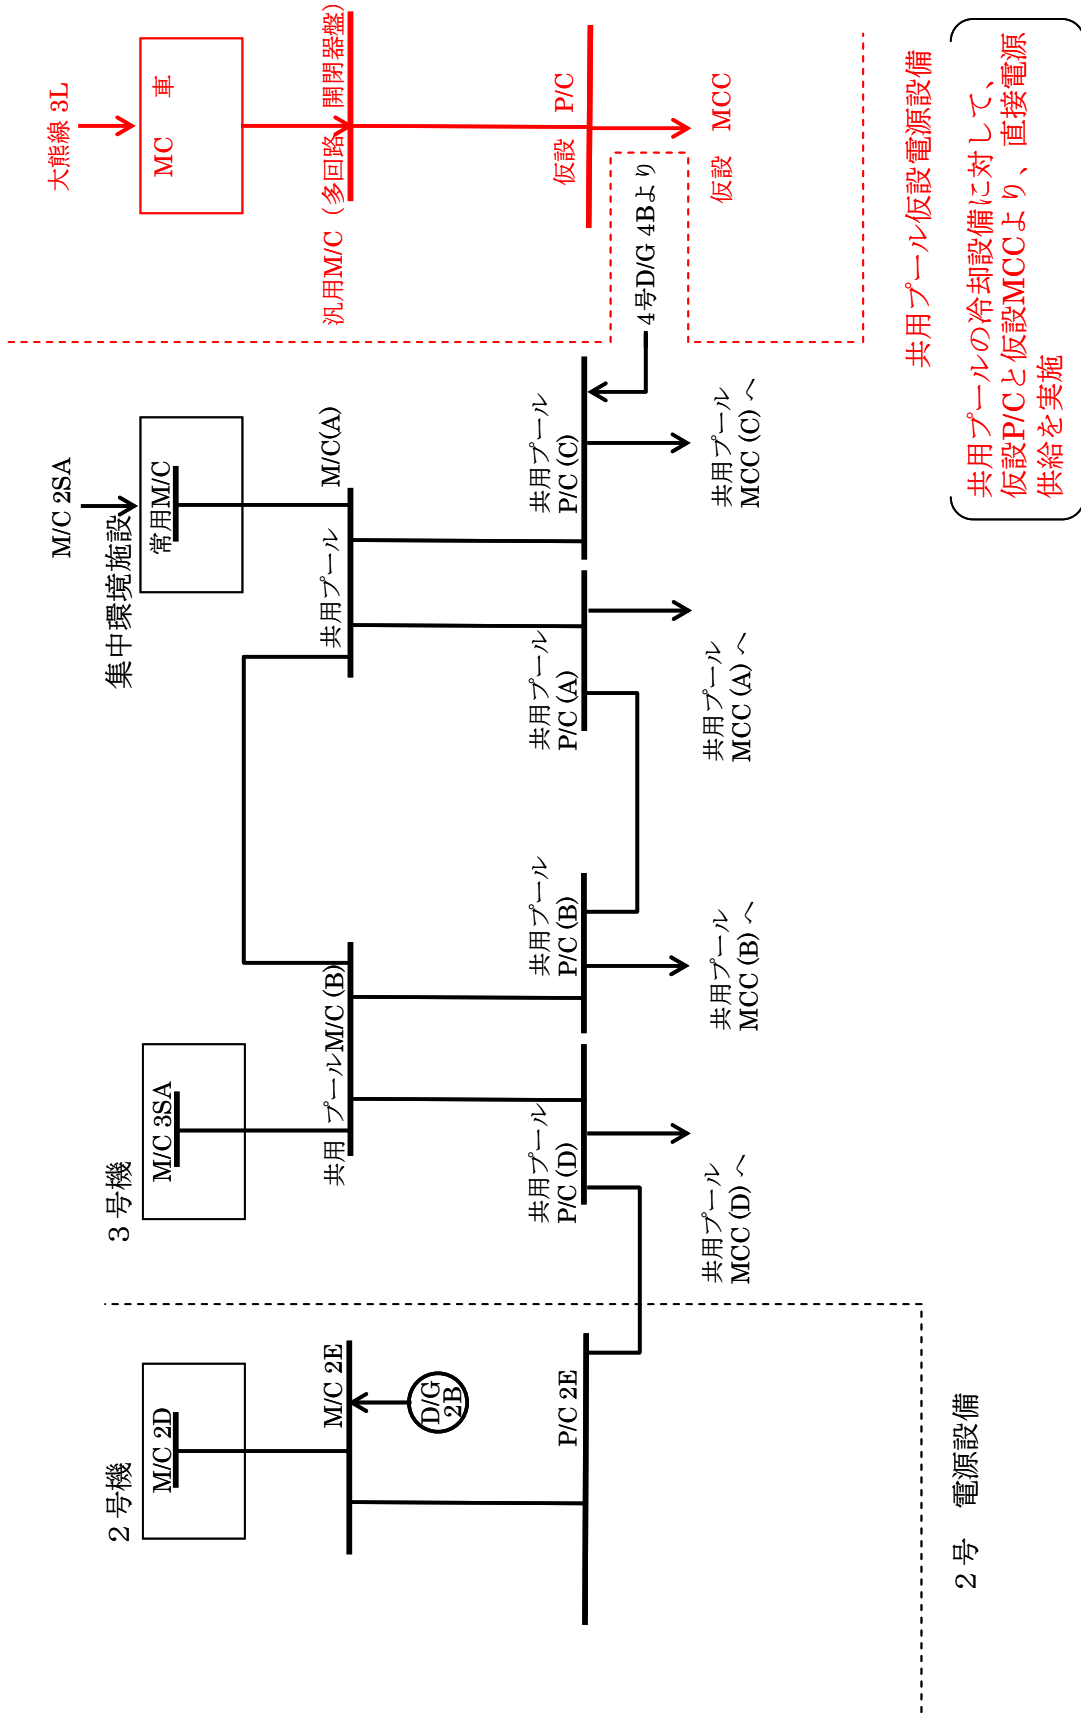 2号機
M/C 2D
M/C 2E
D/G
2B
P/C 2E
2号 電源設備
3号機
M/C 3SA
共用 プールM/C (B)
共用プール
P/C (D)
共用プール
MCC (D) へ
共用プール
P/C (B)
共用プール
MCC (B) へ
M/C 2SA
集中環境施設
常用M/C
共用プール M/C(A)
共用プール
P/C (A)
共用プール
MCC (A) へ
共用プール
P/C (C)
共用プール
MCC (C) へ
4号D/G 4Bより
大熊線 3L
MC 車
汎用M/C(多回路 開閉器盤)
仮設 P/C
仮設 MCC
共用プール仮設電源設備
共用プールの冷却設備に対して、
仮設P/Cと仮設MCCより、直接電源
供給を実施